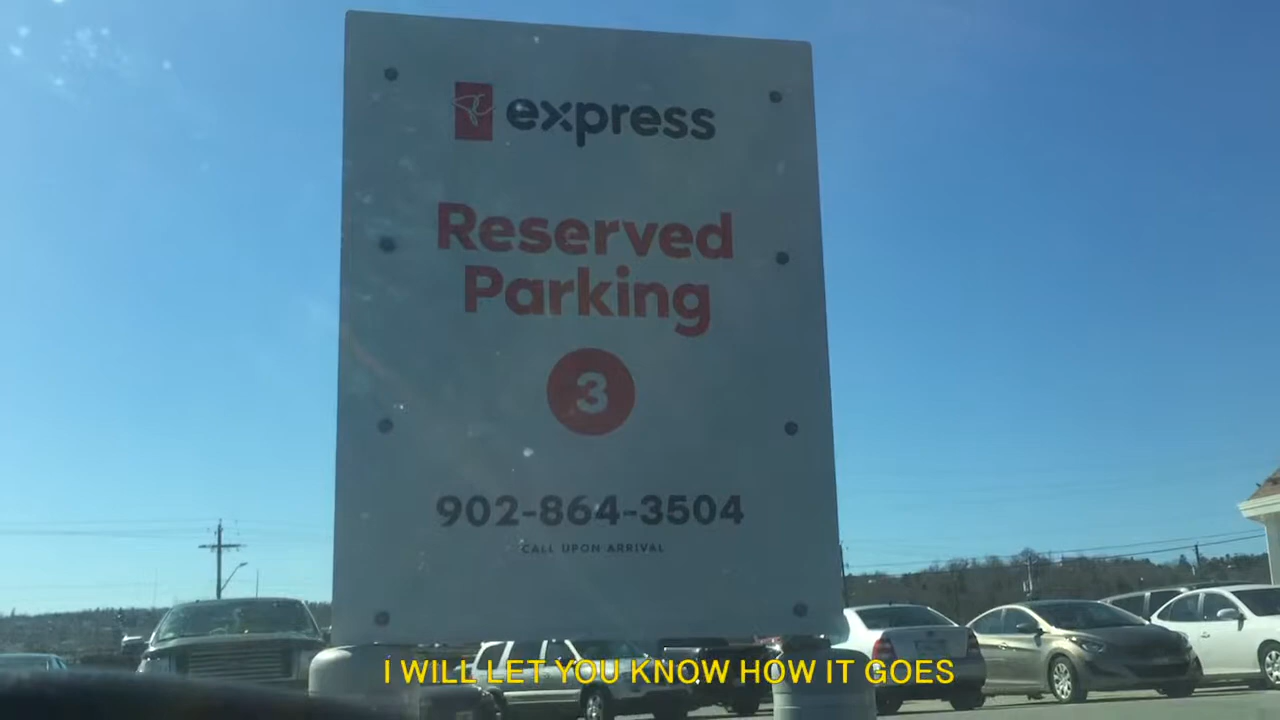 express
Reserved
Parking
3
902-864-3504
CALL UPON ARRIVAL
I WILL LET YOU KNOW HOW IT GOES